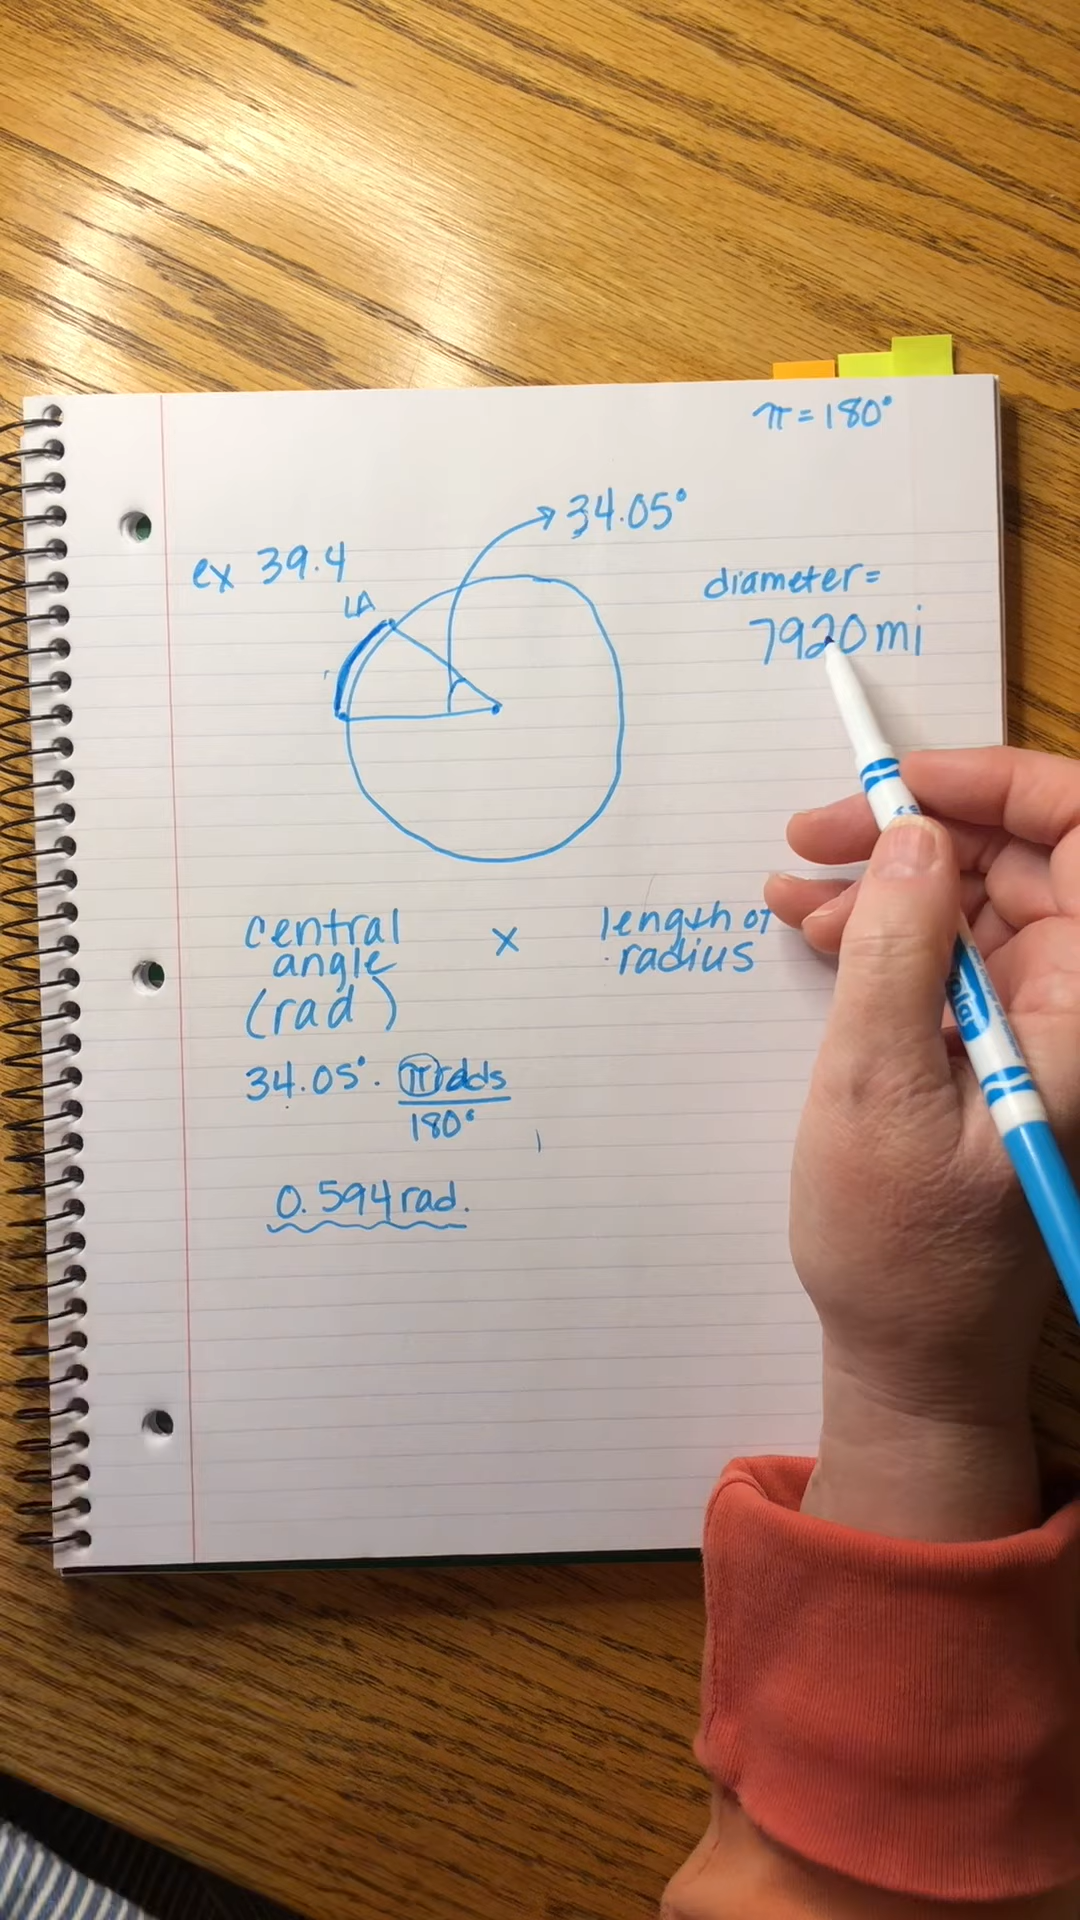 π = 180°
34.05°
ex 39.4
LA
diameter =
7920 mi
central
angle
(rad)
x
length of
radius
34.05° · π rads
180°
0.594 rad.